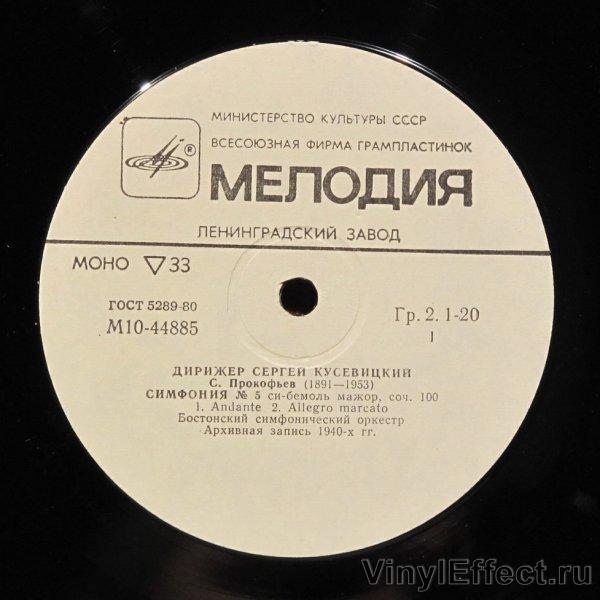 МИНИСТЕРСТВО КУЛЬТУРЫ СССР
ВСЕСОЮЗНАЯ ФИРМА ГРАМПЛАСТИНОК
®
МЕЛОДИЯ
ЛЕНИНГРАДСКИЙ ЗАВОД
МОНО ▽33
ГОСТ 5289-80
М10-44885
Гр. 2. 1-20
1
ДИРИЖЕР СЕРГЕЙ КУСЕВИЦКИЙ
С. Прокофьев (1891—1953)
СИМФОНИЯ № 5 си-бемоль мажор, соч. 100
1. Andante 2. Allegro marcato
Бостонский симфонический оркестр
Архивная запись 1940-х гг.
VinylEffect.ru